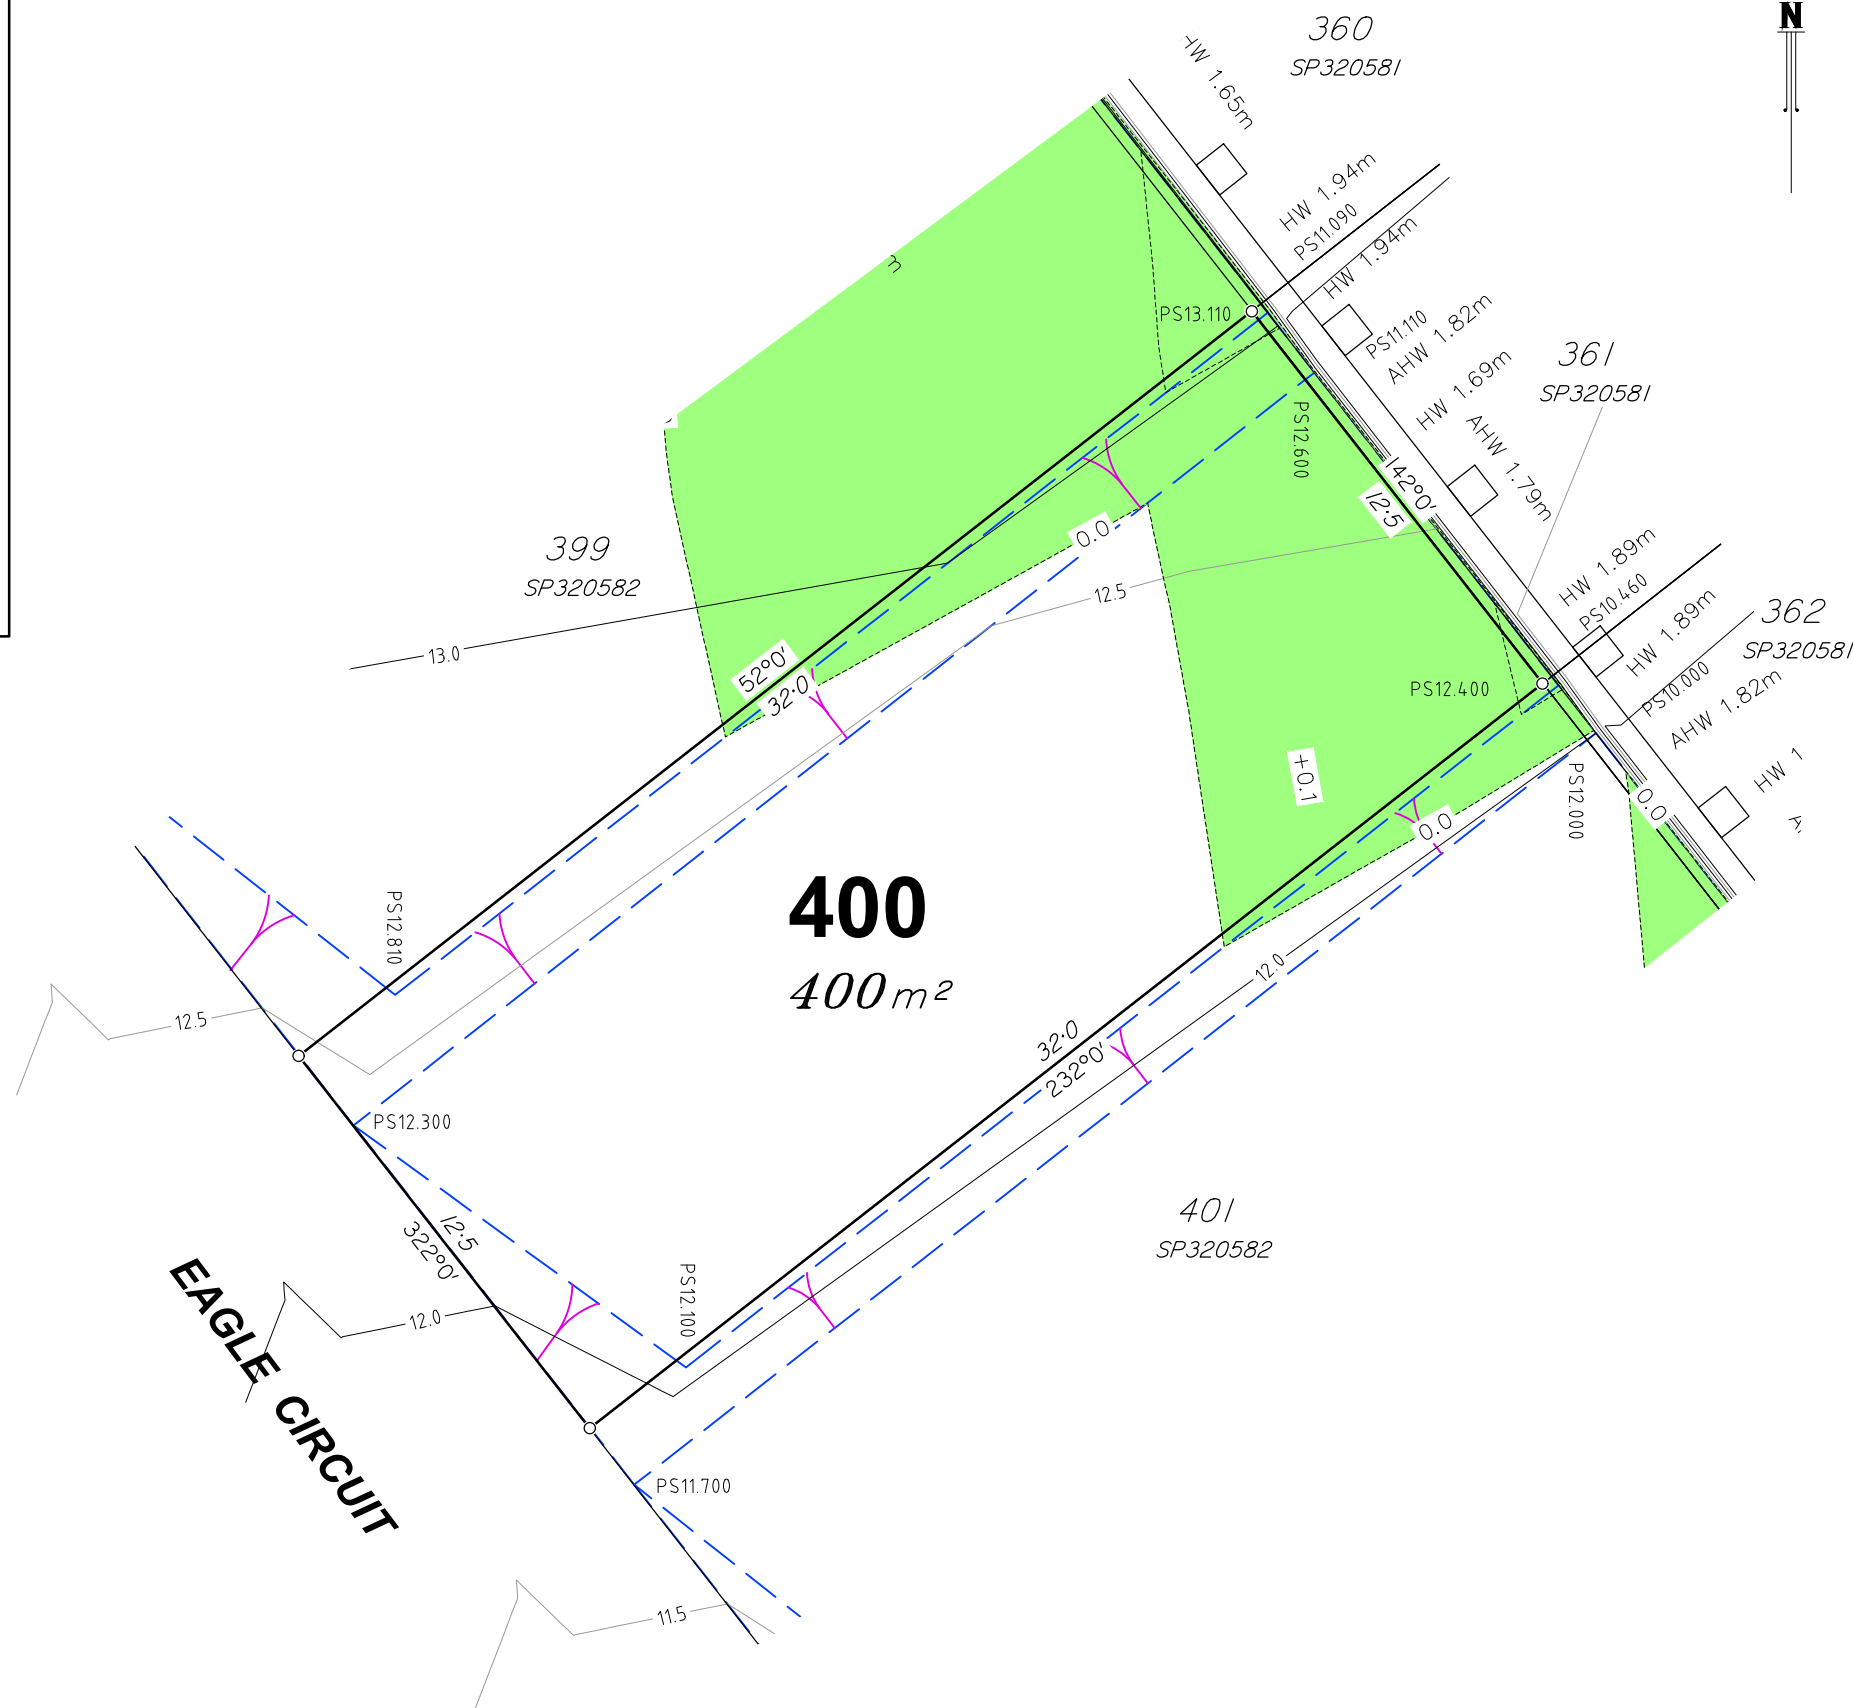 N
360
SP320581
HW 1.65m
HW 1.94m
PS11.090
HW 1.94m
PS13.110
PS11.110
AHW 1.82m
HW 1.69m
361
SP320581
PS12.600
AHW 1.79m
142°0'
12·5
399
SP320582
0.0
12.5
HW 1.89m
PS10.460
HW 1.89m
362
SP320581
13.0
52°0'
32·0
PS12.400
PS10.000
AHW 1.82m
+0.1
HW 1
PS12.000
0.0
0.0
400
400m²
PS12.810
12.0
12.5
32·0
232°0'
PS12.300
401
SP320582
12·5
322°0'
PS12.100
12.0
EAGLE CIRCUIT
PS11.700
11.5